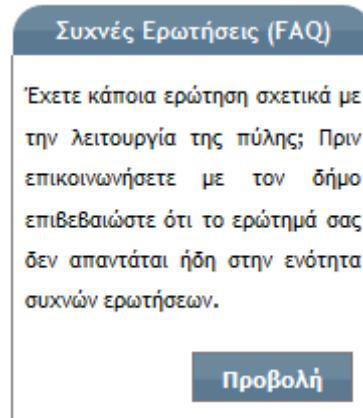 Συχνές Ερωτήσεις (FAQ)
Έχετε κάποια ερώτηση σχετικά με
την λειτουργία της πύλης; Πριν
επικοινωνήσετε με τον δήμο
επιβεβαιώστε ότι το ερώτημά σας
δεν απαντάται ήδη στην ενότητα
συχνών ερωτήσεων.
Προβολή